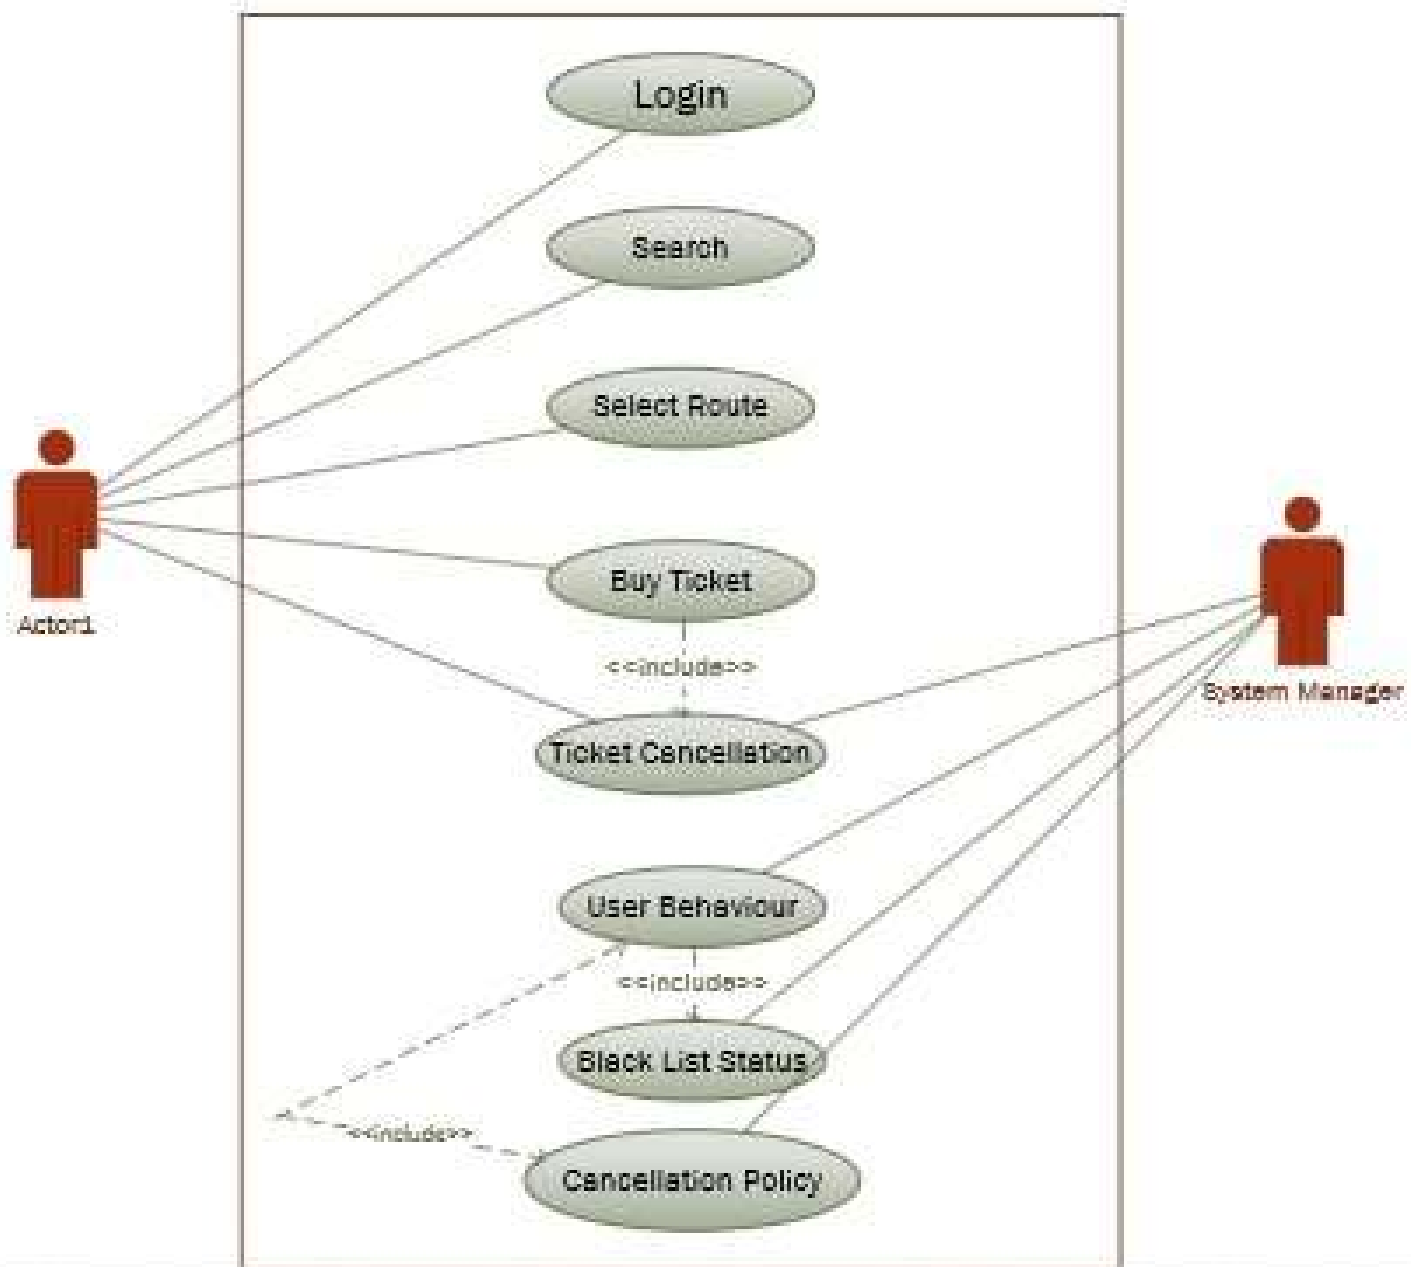 Login
Search
Select Route
Buy Ticket
Actor1
<<include>>
System Manager
Ticket Cancellation
User Behaviour
<<include>>
Black List Status
<<include>>
Cancellation Policy